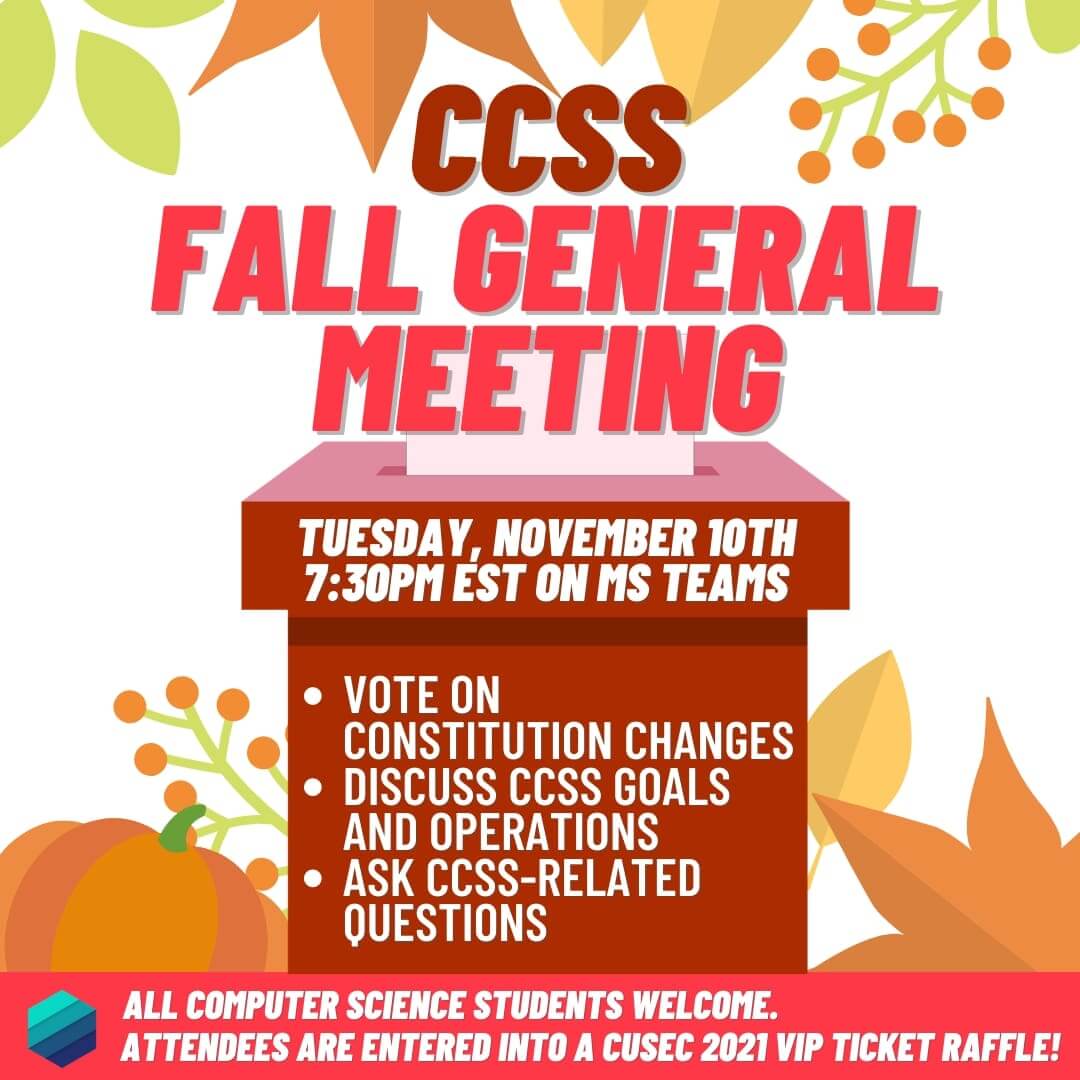 CCSS
FALL GENERAL
MEETING
TUESDAY, NOVEMBER 10TH
7:30PM EST ON MS TEAMS
• VOTE ON
CONSTITUTION CHANGES
• DISCUSS CCSS GOALS
AND OPERATIONS
• ASK CCSS-RELATED
QUESTIONS
ALL COMPUTER SCIENCE STUDENTS WELCOME.
ATTENDEES ARE ENTERED INTO A CUSEC 2021 VIP TICKET RAFFLE!